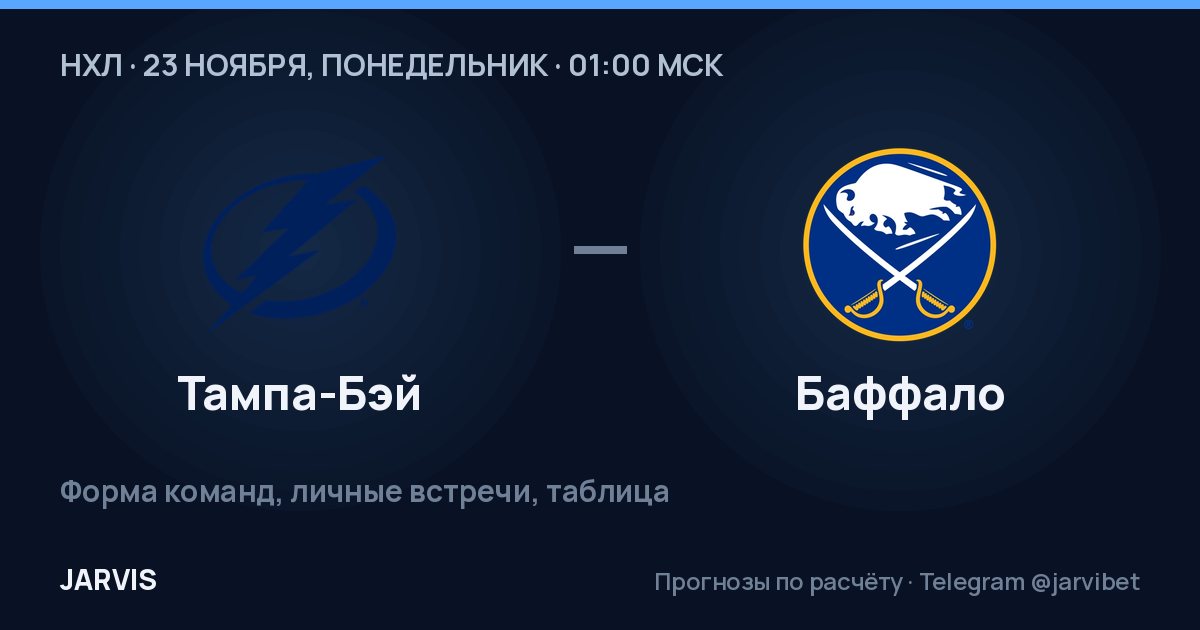 НХЛ · 23 НОЯБРЯ, ПОНЕДЕЛЬНИК · 01:00 МСК
—
Тампа-Бэй
Баффало
Форма команд, личные встречи, таблица
JARVIS
Прогнозы по расчёту · Telegram @jarvibet